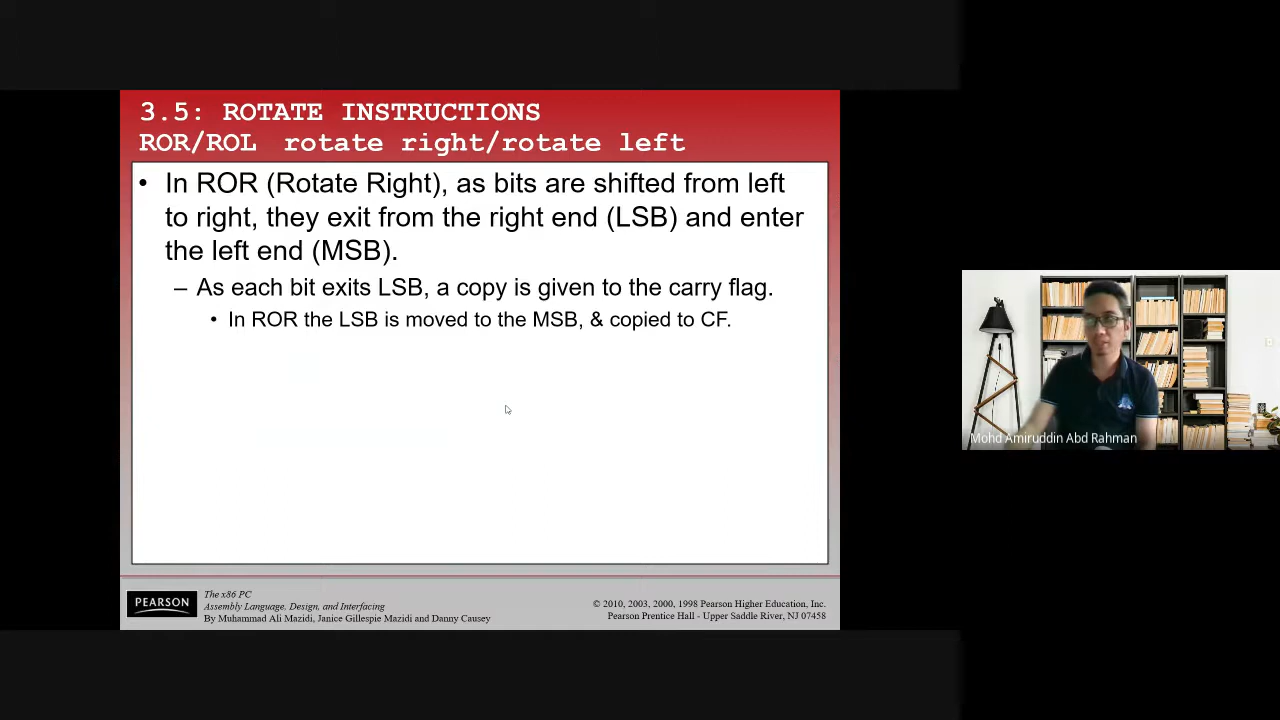 3.5: ROTATE INSTRUCTIONS
ROR/ROL rotate right/rotate left
• In ROR (Rotate Right), as bits are shifted from left
to right, they exit from the right end (LSB) and enter
the left end (MSB).
– As each bit exits LSB, a copy is given to the carry flag.
• In ROR the LSB is moved to the MSB, & copied to CF.
PEARSON
The x86 PC
Assembly Language, Design, and Interfacing
By Muhammad Ali Mazidi, Janice Gillespie Mazidi and Danny Causey
© 2010, 2003, 2000, 1998 Pearson Higher Education, Inc.
Pearson Prentice Hall - Upper Saddle River, NJ 07458
Mohd Amiruddin Abd Rahman